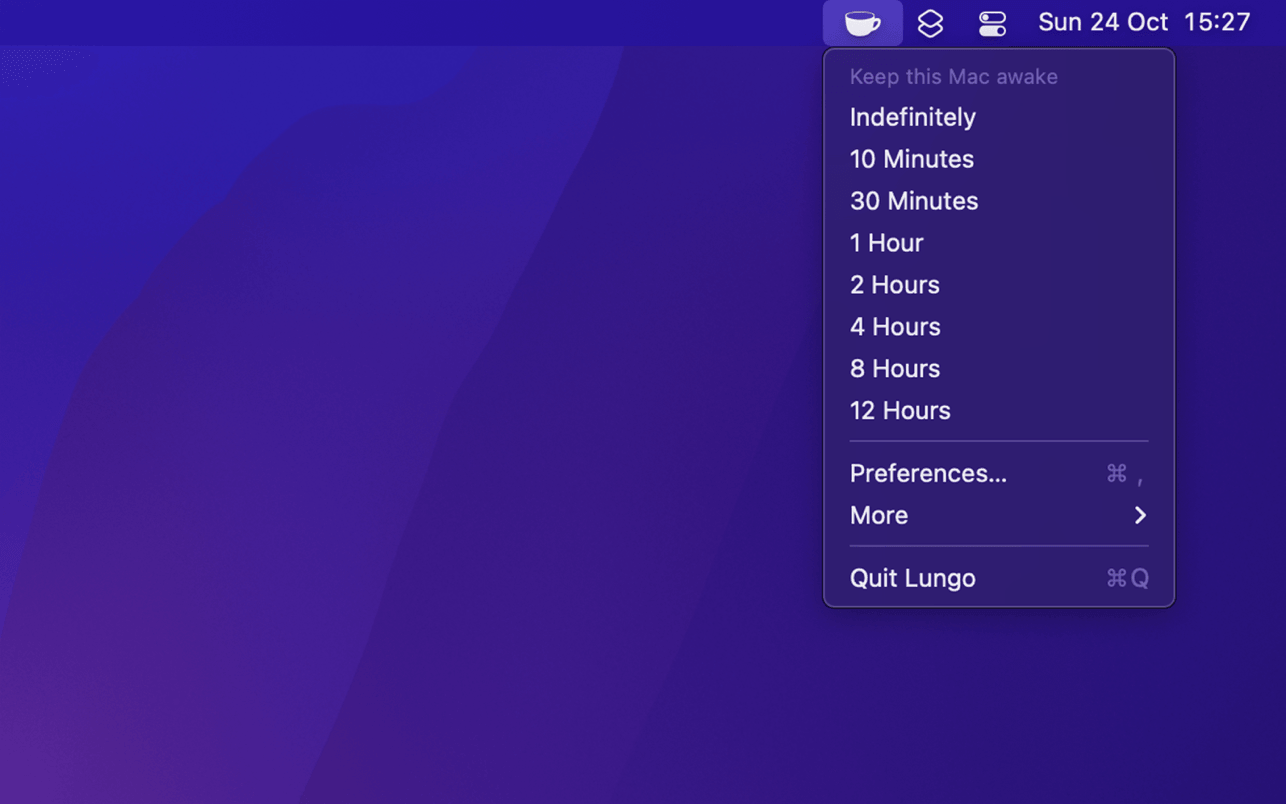 Sun 24 Oct 15:27
Keep this Mac awake
Indefinitely
10 Minutes
30 Minutes
1 Hour
2 Hours
4 Hours
8 Hours
12 Hours
Preferences... ⌘ ,
More
Quit Lungo ⌘Q